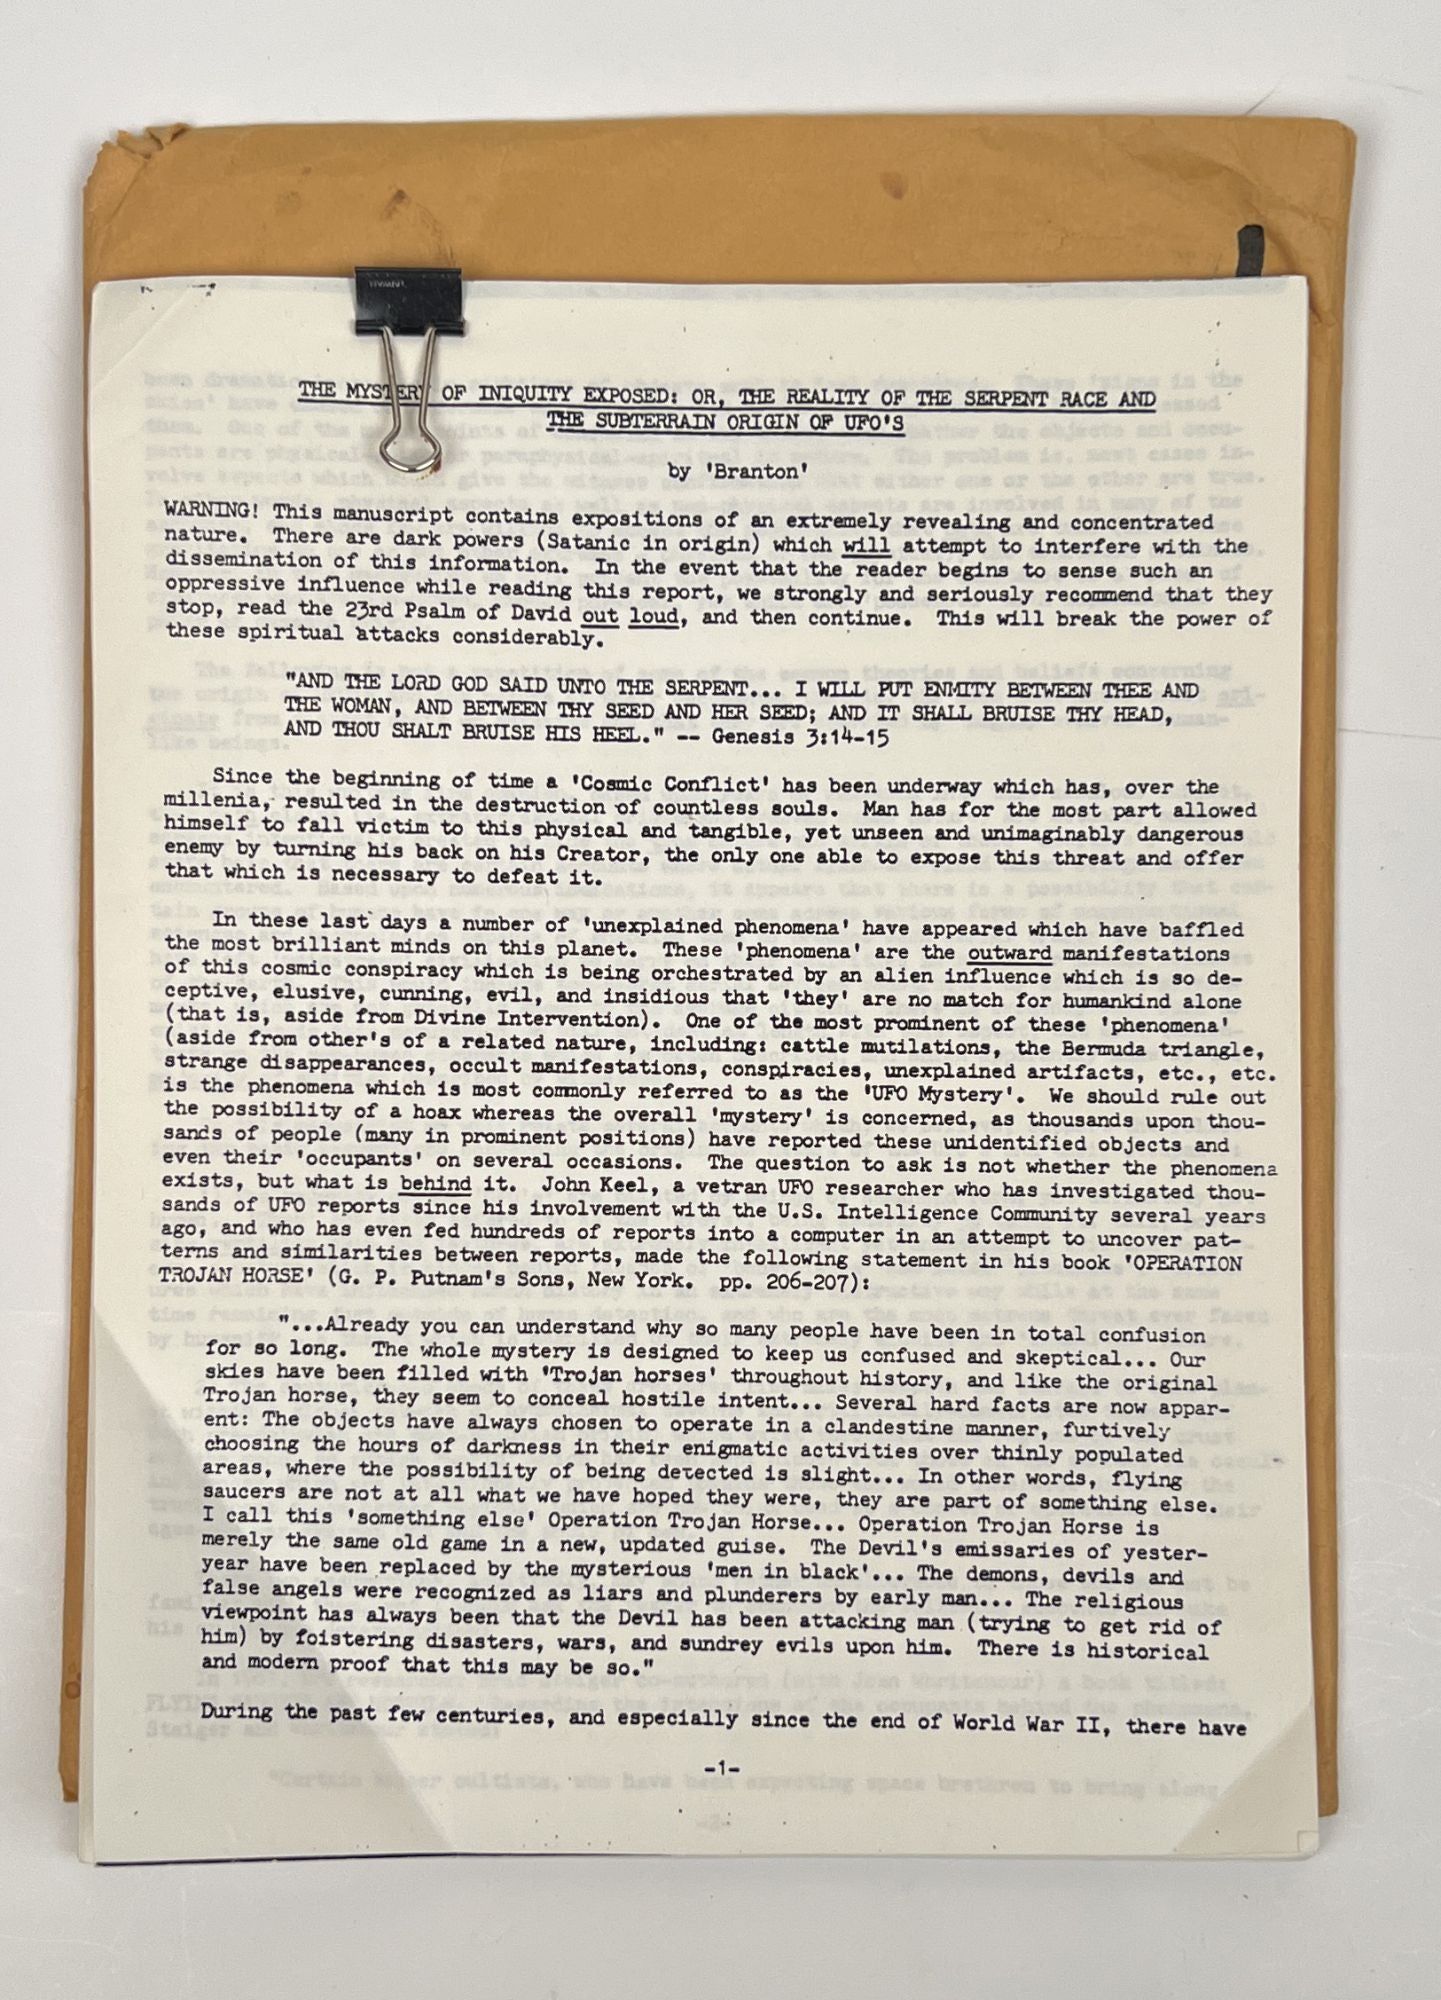 THE MYSTERY OF INIQUITY EXPOSED: OR, THE REALITY OF THE SERPENT RACE AND
THE SUBTERRAIN ORIGIN OF UFO'S
by 'Branton'
WARNING! This manuscript contains expositions of an extremely revealing and concentrated
nature. There are dark powers (Satanic in origin) which will attempt to interfere with the
dissemination of this information. In the event that the reader begins to sense such an
oppressive influence while reading this report, we strongly and seriously recommend that they
stop, read the 23rd Psalm of David out loud, and then continue. This will break the power of
these spiritual attacks considerably.
"AND THE LORD GOD SAID UNTO THE SERPENT... I WILL PUT ENMITY BETWEEN THEE AND
THE WOMAN, AND BETWEEN THY SEED AND HER SEED; AND IT SHALL BRUISE THY HEAD,
AND THOU SHALT BRUISE HIS HEEL." -- Genesis 3:14-15
Since the beginning of time a 'Cosmic Conflict' has been underway which has, over the
millenia, resulted in the destruction of countless souls. Man has for the most part allowed
himself to fall victim to this physical and tangible, yet unseen and unimaginably dangerous
enemy by turning his back on his Creator, the only one able to expose this threat and offer
that which is necessary to defeat it.
In these last days a number of 'unexplained phenomena' have appeared which have baffled
the most brilliant minds on this planet. These 'phenomena' are the outward manifestations
of this cosmic conspiracy which is being orchestrated by an alien influence which is so de-
ceptive, elusive, cunning, evil, and insidious that 'they' are no match for humankind alone
(that is, aside from Divine Intervention). One of the most prominent of these 'phenomena'
(aside from other's of a related nature, including: cattle mutilations, the Bermuda triangle,
strange disappearances, occult manifestations, conspiracies, unexplained artifacts, etc., etc.
is the phenomena which is most commonly referred to as the 'UFO Mystery'. We should rule out
the possibility of a hoax whereas the overall 'mystery' is concerned, as thousands upon thou-
sands of people (many in prominent positions) have reported these unidentified objects and
even their 'occupants' on several occasions. The question to ask is not whether the phenomena
exists, but what is behind it. John Keel, a vetran UFO researcher who has investigated thou-
sands of UFO reports since his involvement with the U.S. Intelligence Community several years
ago, and who has even fed hundreds of reports into a computer in an attempt to uncover pat-
terns and similarities between reports, made the following statement in his book 'OPERATION
TROJAN HORSE' (G. P. Putnam's Sons, New York. pp. 206-207):
"...Already you can understand why so many people have been in total confusion
for so long. The whole mystery is designed to keep us confused and skeptical... Our
skies have been filled with 'Trojan horses' throughout history, and like the original
Trojan horse, they seem to conceal hostile intent... Several hard facts are now appar-
ent: The objects have always chosen to operate in a clandestine manner, furtively
choosing the hours of darkness in their enigmatic activities over thinly populated
areas, where the possibility of being detected is slight... In other words, flying
saucers are not at all what we have hoped they were, they are part of something else.
I call this 'something else' Operation Trojan Horse... Operation Trojan Horse is
merely the same old game in a new, updated guise. The Devil's emissaries of yester-
year have been replaced by the mysterious 'men in black'... The demons, devils and
false angels were recognized as liars and plunderers by early man... The religious
viewpoint has always been that the Devil has been attacking man (trying to get rid of
him) by foistering disasters, wars, and sundrey evils upon him. There is historical
and modern proof that this may be so."
During the past few centuries, and especially since the end of World War II, there have
-1-